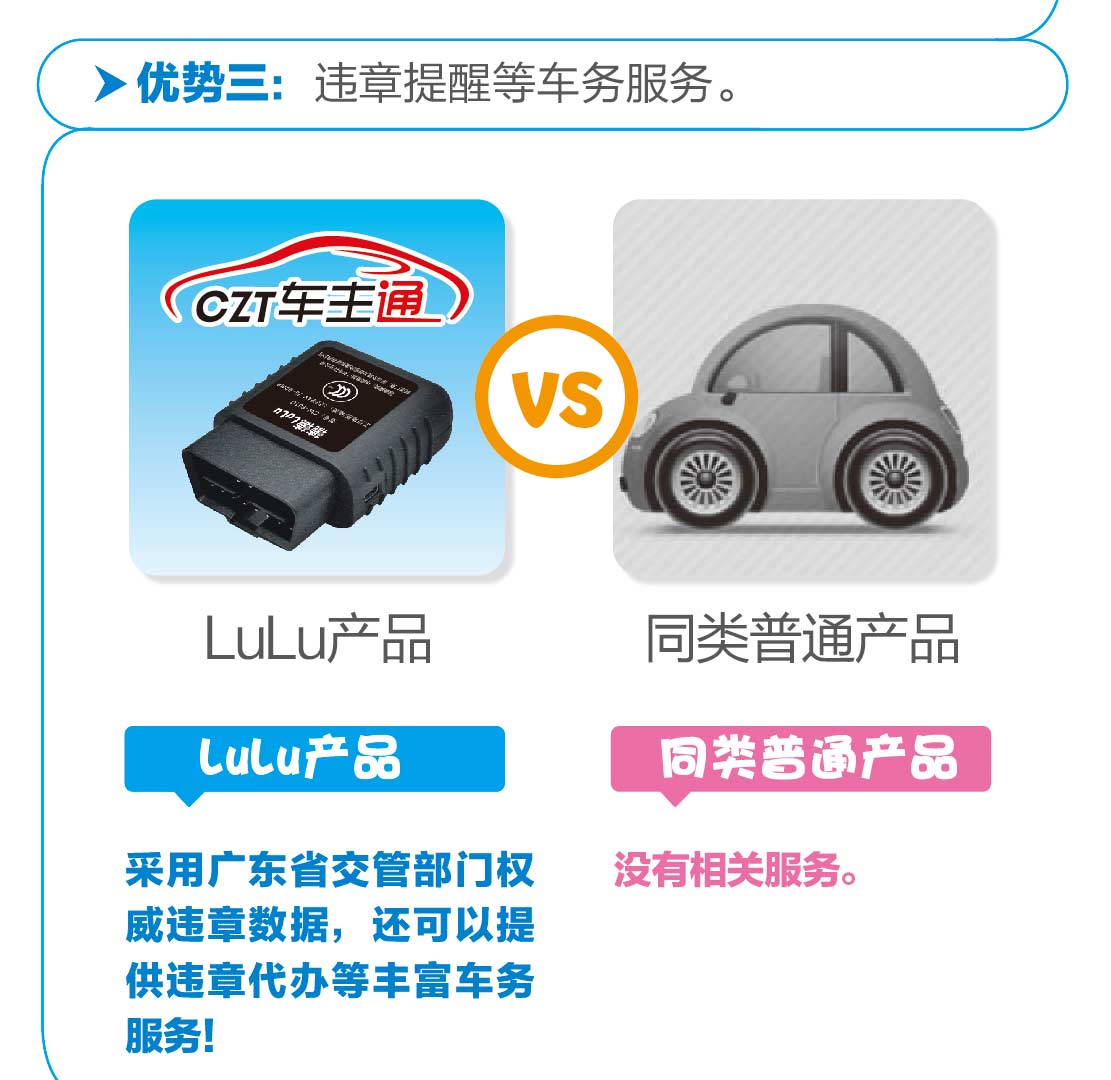 优势三：违章提醒等车务服务。
CZT车主通
VS
LuLu产品
同类普通产品
LuLu产品
同类普通产品
采用广东省交管部门权
威违章数据，还可以提
供违章代办等丰富车务
服务!
没有相关服务。